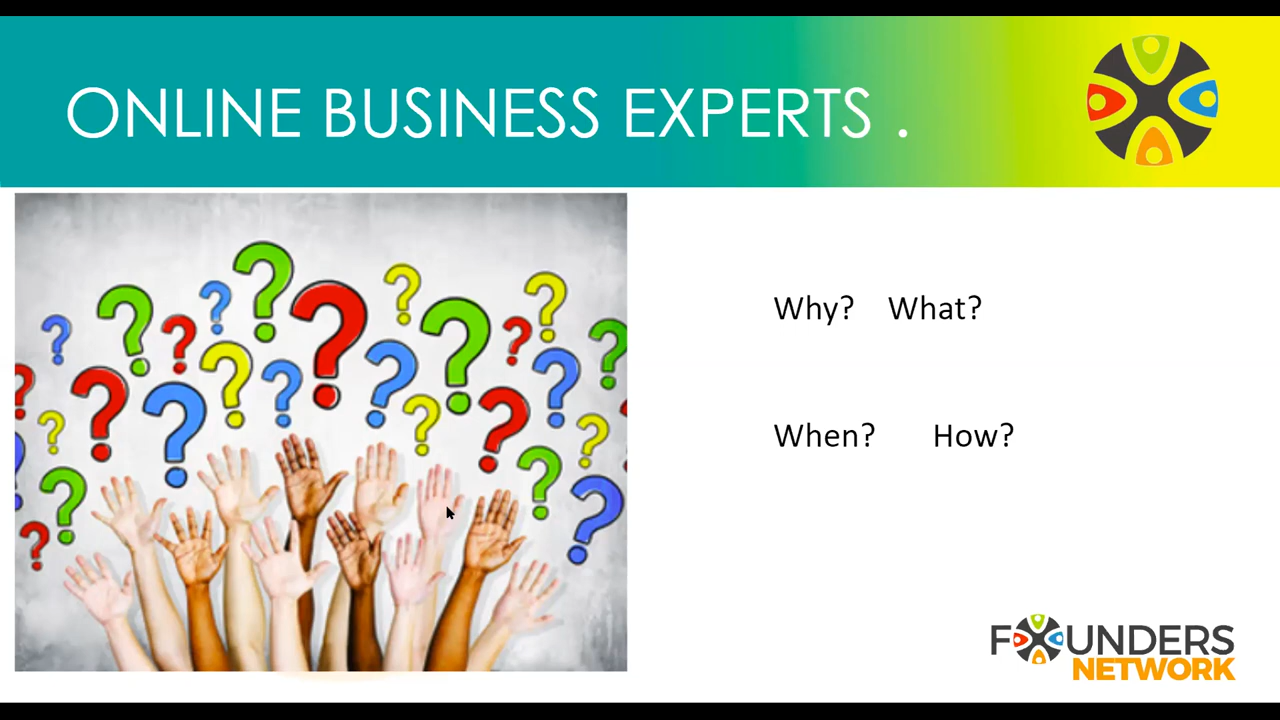 ONLINE BUSINESS EXPERTS .
Why? What?
When? How?
FOUNDERS
NETWORK